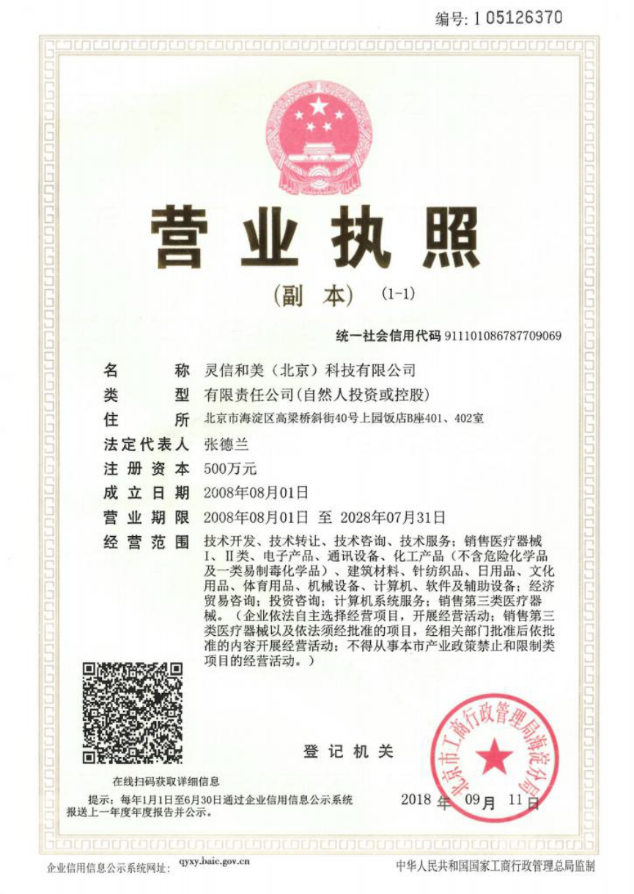 编号: 1 05126370
营业执照
(副 本) (1-1)
统一社会信用代码 911101086787709069
名 称 灵信和美（北京）科技有限公司
类 型 有限责任公司(自然人投资或控股)
住 所 北京市海淀区高梁桥斜街40号上园饭店B座401、402室
法定代表人 张德兰
注册资本 500万元
成立日期 2008年08月01日
营业期限 2008年08月01日 至 2028年07月31日
经营范围 技术开发、技术转让、技术咨询、技术服务；销售医疗器械
I、II类、电子产品、通讯设备、化工产品（不含危险化学品
及一类易制毒化学品）、建筑材料、针纺织品、日用品、文化
用品、体育用品、机械设备、计算机、软件及辅助设备；经济
贸易咨询；投资咨询；计算机系统服务；销售第三类医疗器
械。（企业依法自主选择经营项目，开展经营活动；销售第三
类医疗器械以及依法须经批准的项目，经相关部门批准后依批
准的内容开展经营活动；不得从事本市产业政策禁止和限制类
项目的经营活动。）
登记机关
北京市工商行政管理局海淀分局
2018 年 09月 11日
在线扫码获取详细信息
提示：每年1月1日至6月30日通过企业信用信息公示系统
报送上一年度年度报告并公示。
企业信用信息公示系统网址： qyxy.baic.gov.cn
中华人民共和国国家工商行政管理总局监制